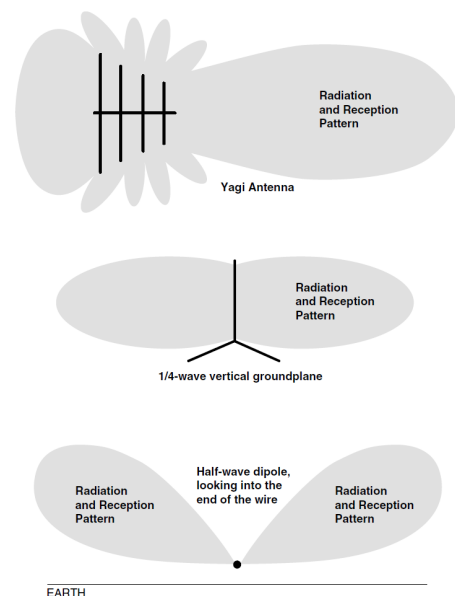 Radiation
and Reception
Pattern
Yagi Antenna
Radiation
and Reception
Pattern
1/4-wave vertical groundplane
Half-wave dipole,
looking into the
end of the wire
Radiation
and Reception
Pattern
Radiation
and Reception
Pattern
EARTH